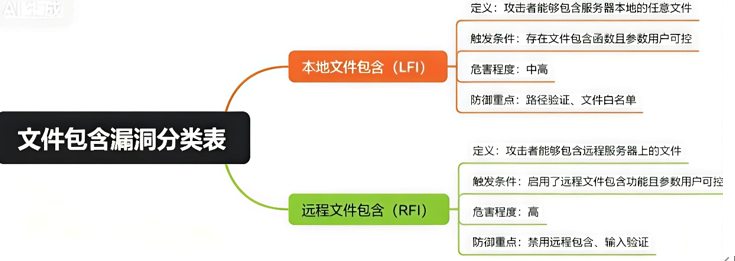 AI生成
定义：攻击者能够包含服务器本地的任意文件
触发条件：存在文件包含函数且参数用户可控
本地文件包含（LFI）
危害程度：中高
防御重点：路径验证、文件白名单
文件包含漏洞分类表
定义：攻击者能够包含远程服务器上的文件
触发条件：启用了远程文件包含功能且参数用户可控
远程文件包含（RFI）
危害程度：高
防御重点：禁用远程包含、输入验证